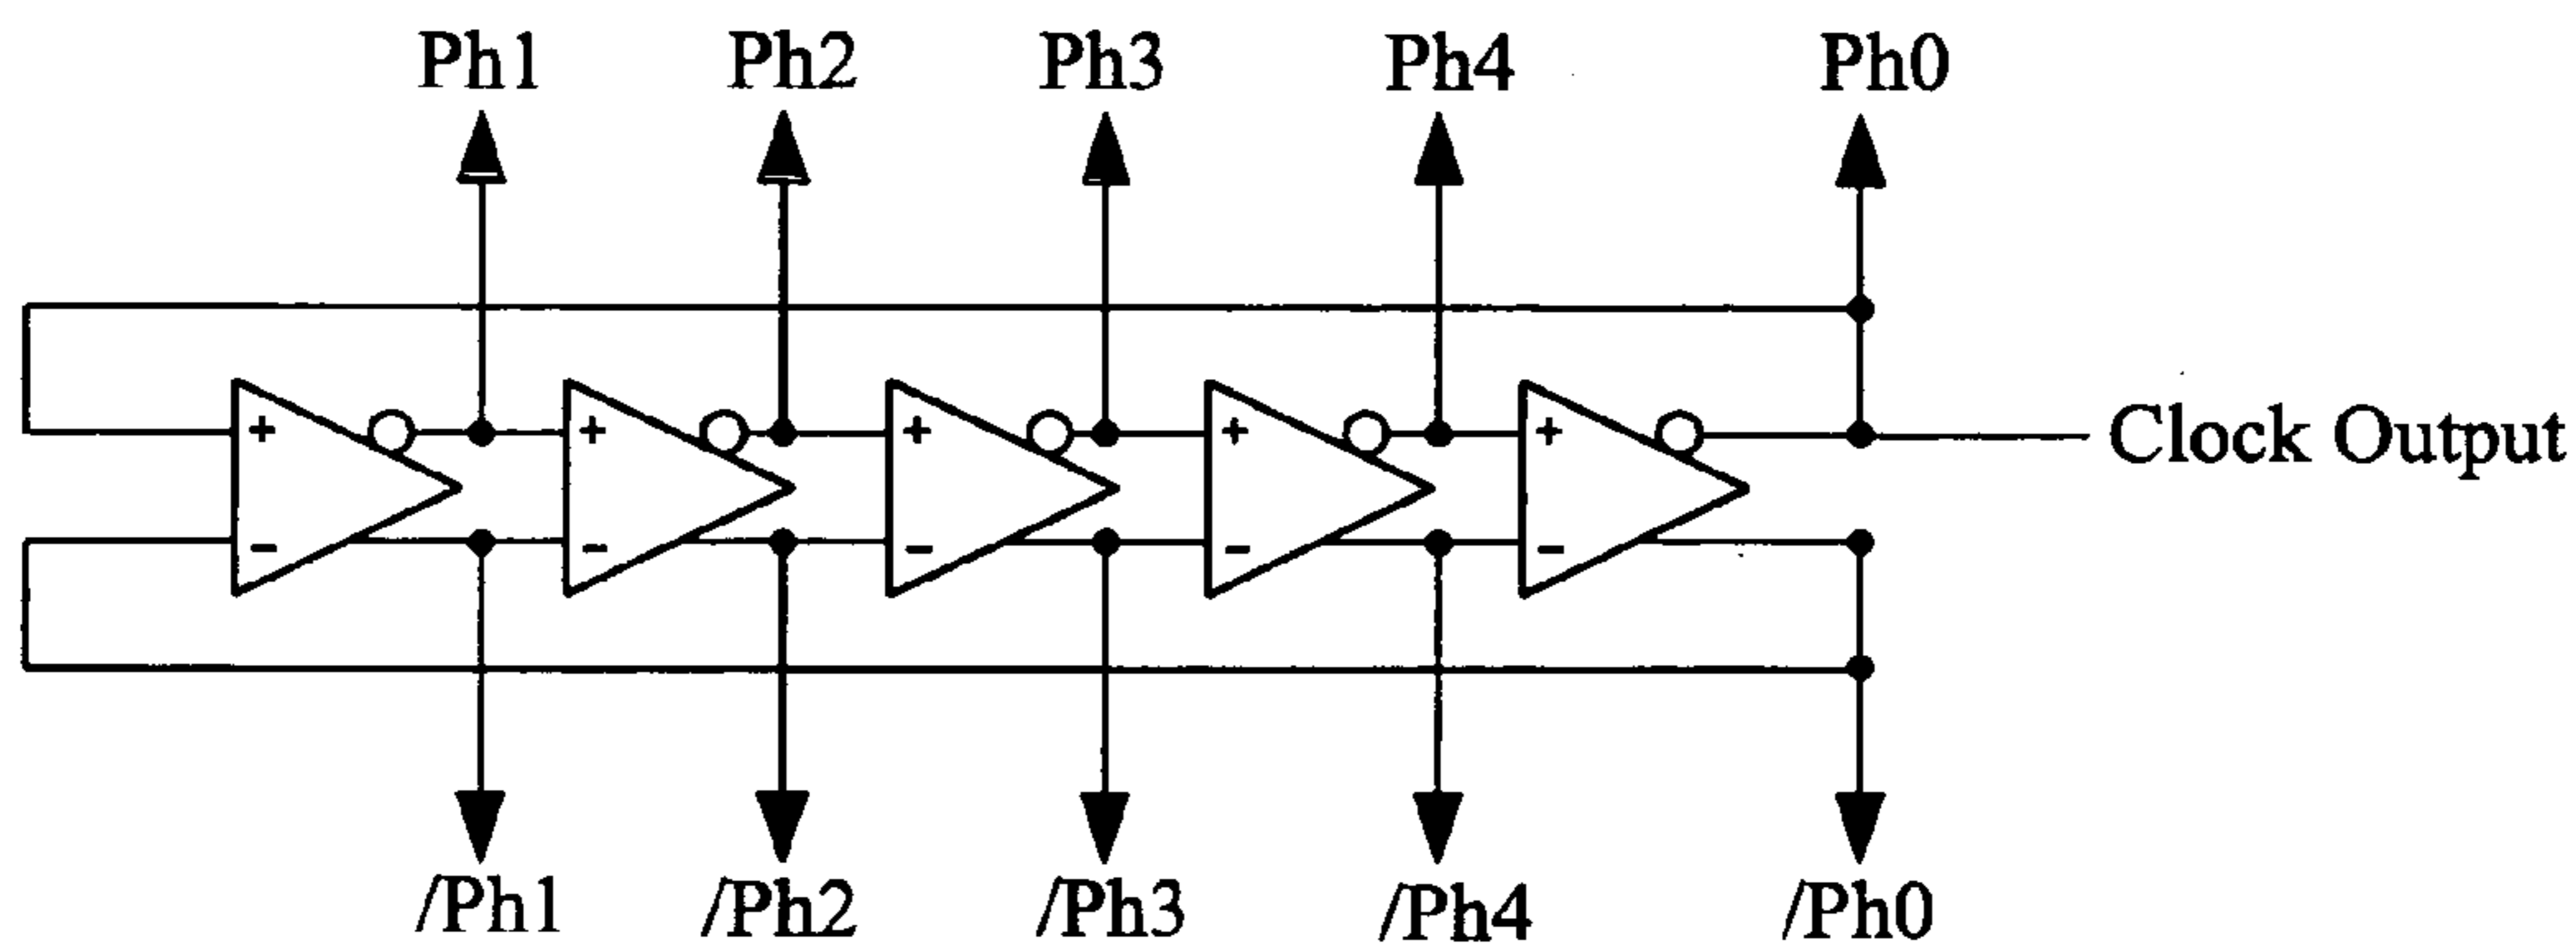 Ph1 Ph2 Ph3 Ph4 Ph0
+ + + + +
Clock Output
- - - - -
/Ph1 /Ph2 /Ph3 /Ph4 /Ph0